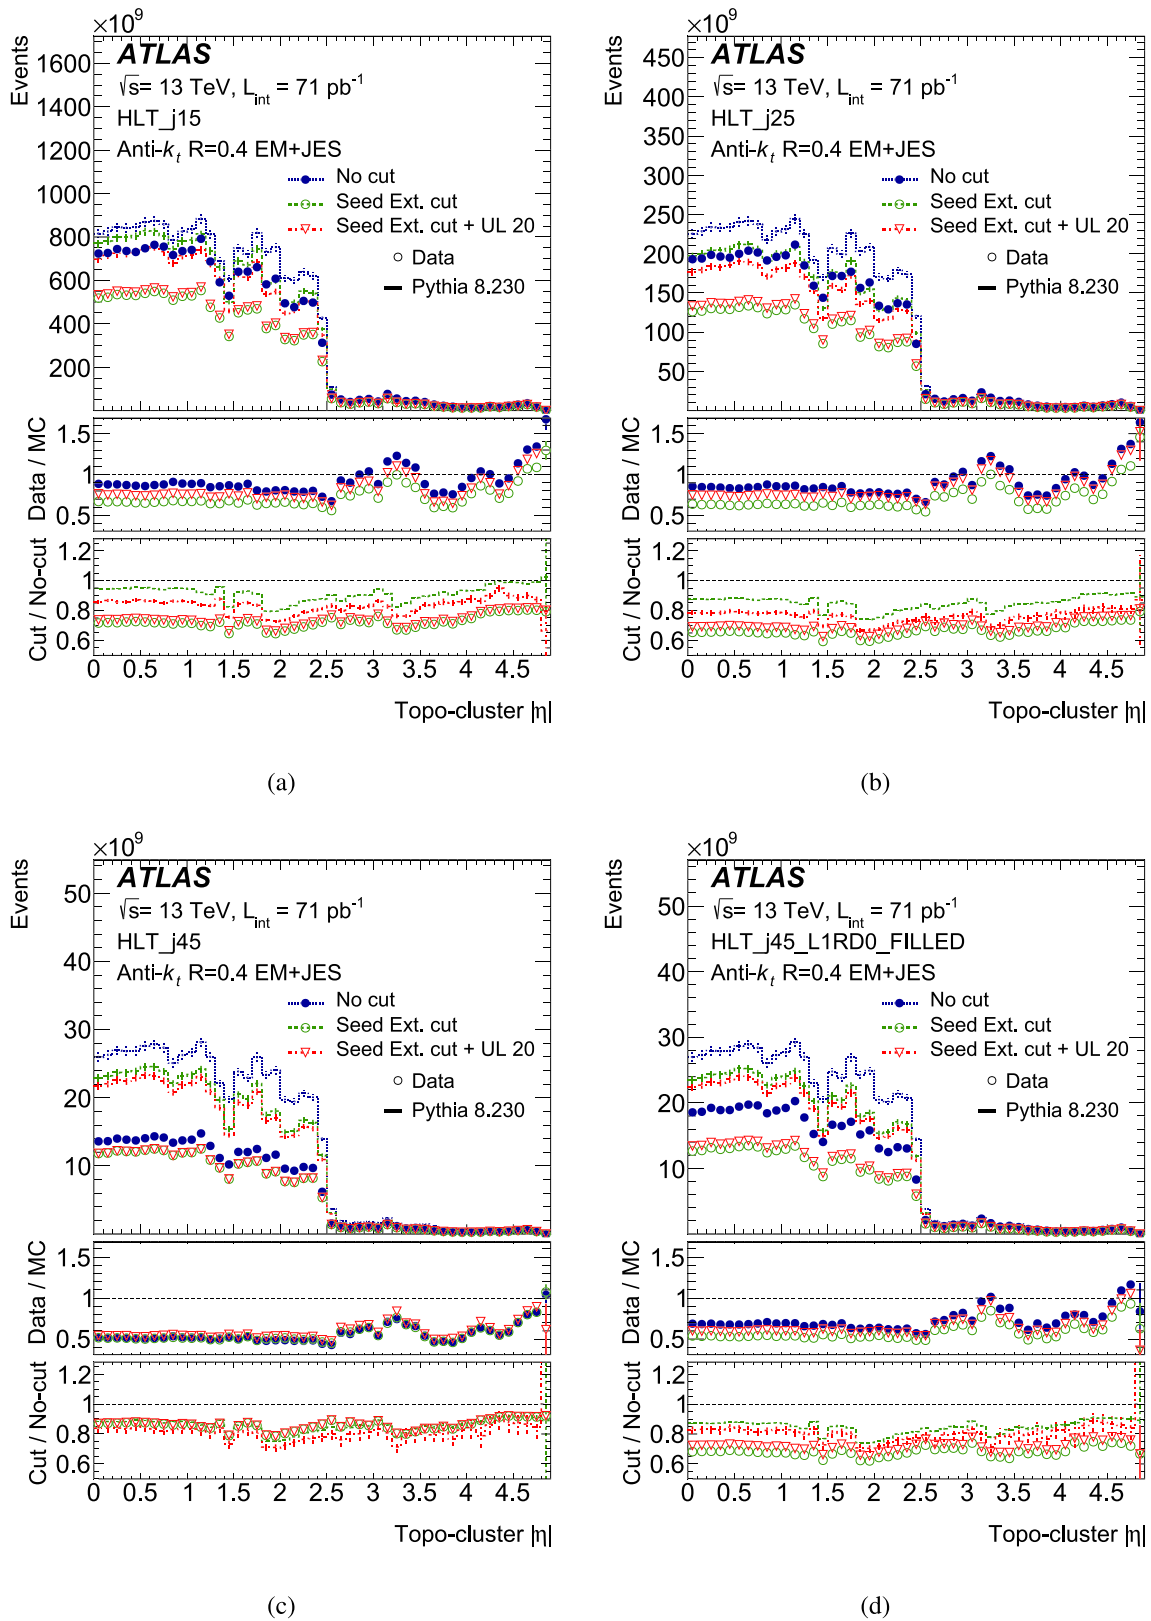 ×10⁹
Events
1600
1400
1200
1000
800
600
400
200
ATLAS
√s= 13 TeV, L_int = 71 pb⁻¹
HLT_j15
Anti-k_t R=0.4 EM+JES
No cut
Seed Ext. cut
Seed Ext. cut + UL 20
Data
Pythia 8.230
Data / MC
1.5
1
0.5
Cut / No-cut
1.2
1
0.8
0.6
0 0.5 1 1.5 2 2.5 3 3.5 4 4.5
Topo-cluster |η|
(a)
×10⁹
Events
450
400
350
300
250
200
150
100
50
ATLAS
√s= 13 TeV, L_int = 71 pb⁻¹
HLT_j25
Anti-k_t R=0.4 EM+JES
No cut
Seed Ext. cut
Seed Ext. cut + UL 20
Data
Pythia 8.230
Data / MC
1.5
1
0.5
Cut / No-cut
1.2
1
0.8
0.6
0 0.5 1 1.5 2 2.5 3 3.5 4 4.5
Topo-cluster |η|
(b)
×10⁹
Events
50
40
30
20
10
ATLAS
√s= 13 TeV, L_int = 71 pb⁻¹
HLT_j45
Anti-k_t R=0.4 EM+JES
No cut
Seed Ext. cut
Seed Ext. cut + UL 20
Data
Pythia 8.230
Data / MC
1.5
1
0.5
Cut / No-cut
1.2
1
0.8
0.6
0 0.5 1 1.5 2 2.5 3 3.5 4 4.5
Topo-cluster |η|
(c)
×10⁹
Events
50
40
30
20
10
ATLAS
√s= 13 TeV, L_int = 71 pb⁻¹
HLT_j45_L1RD0_FILLED
Anti-k_t R=0.4 EM+JES
No cut
Seed Ext. cut
Seed Ext. cut + UL 20
Data
Pythia 8.230
Data / MC
1.5
1
0.5
Cut / No-cut
1.2
1
0.8
0.6
0 0.5 1 1.5 2 2.5 3 3.5 4 4.5
Topo-cluster |η|
(d)